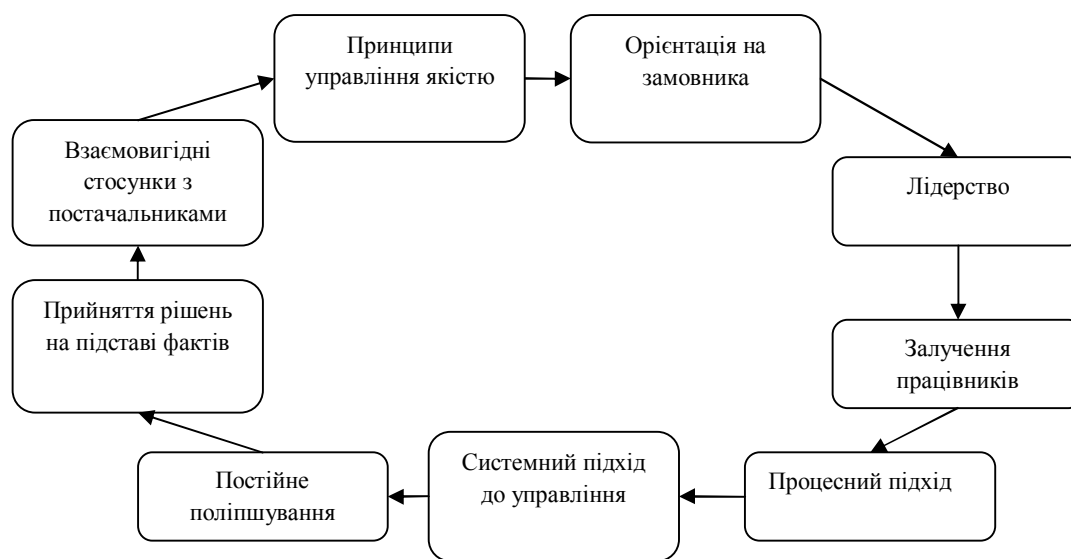 Принципи
управління якістю
Орієнтація на
замовника
Лідерство
Залучення
працівників
Процесний підхід
Системний підхід
до управління
Постійне
поліпшування
Прийняття рішень
на підставі фактів
Взаємовигідні
стосунки з
постачальниками